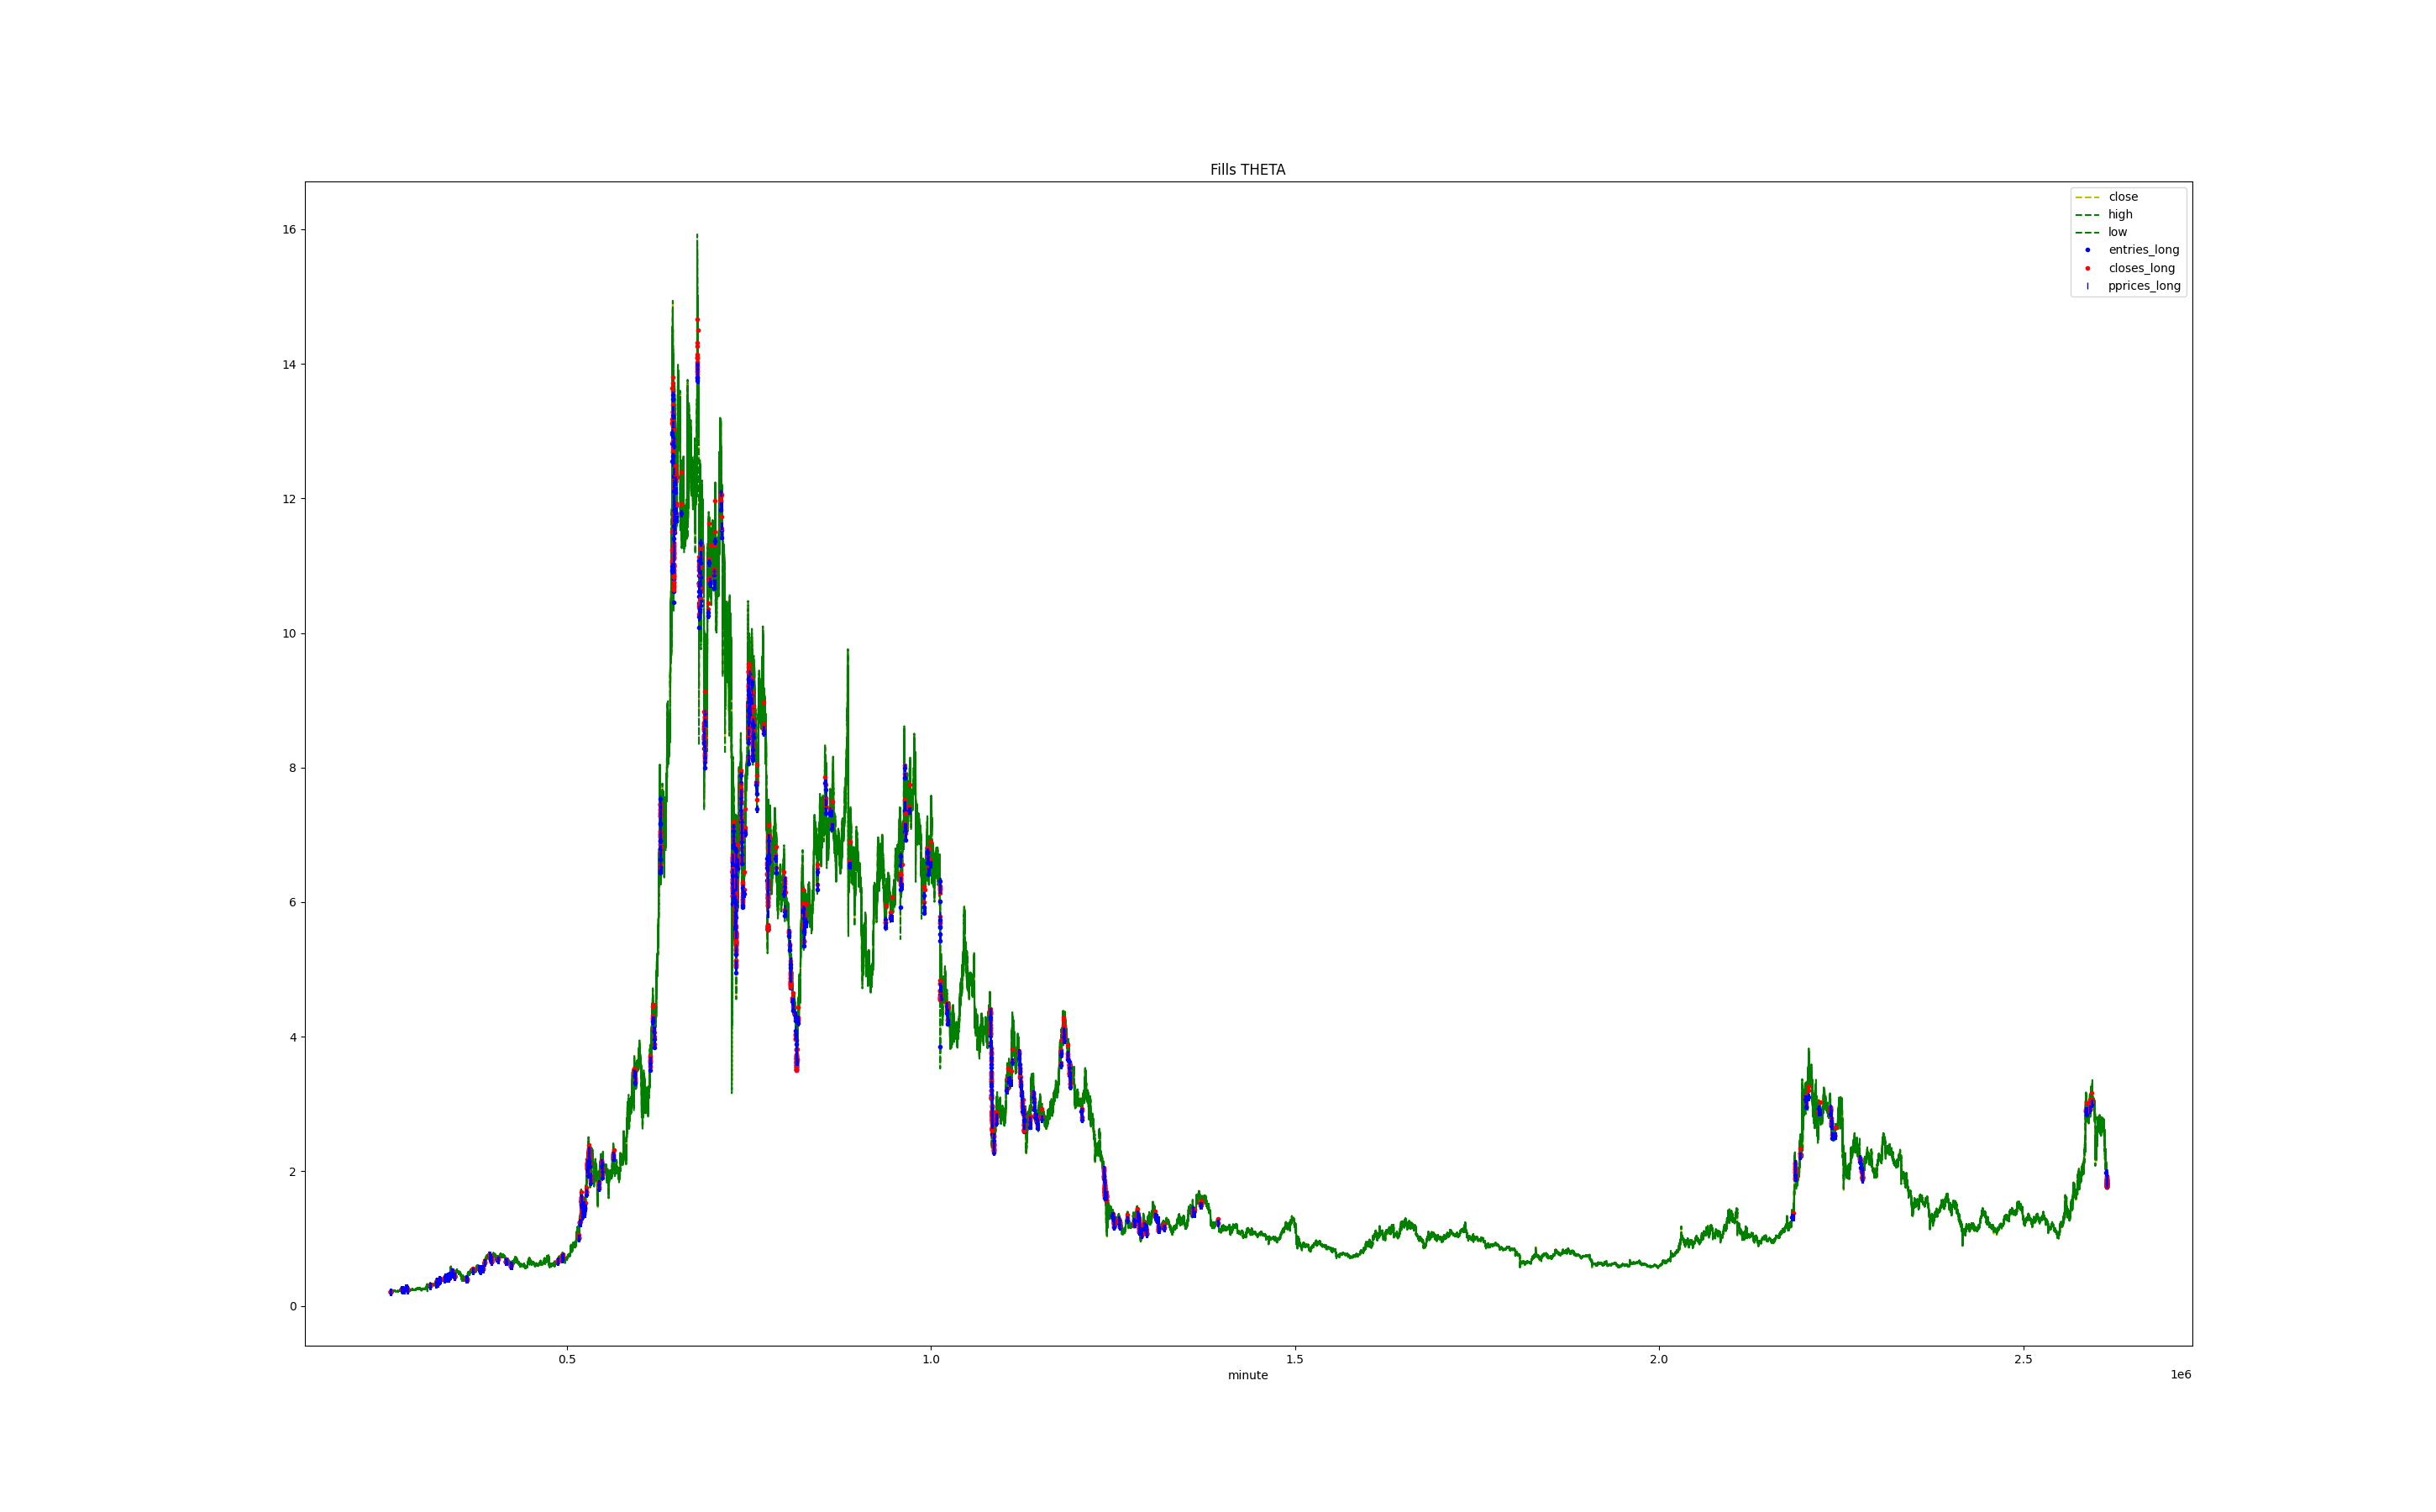 Fills THETA
close
high
low
entries_long
closes_long
pprices_long
16
14
12
10
8
6
4
2
0
0.5 1.0 1.5 2.0 2.5
minute
1e6